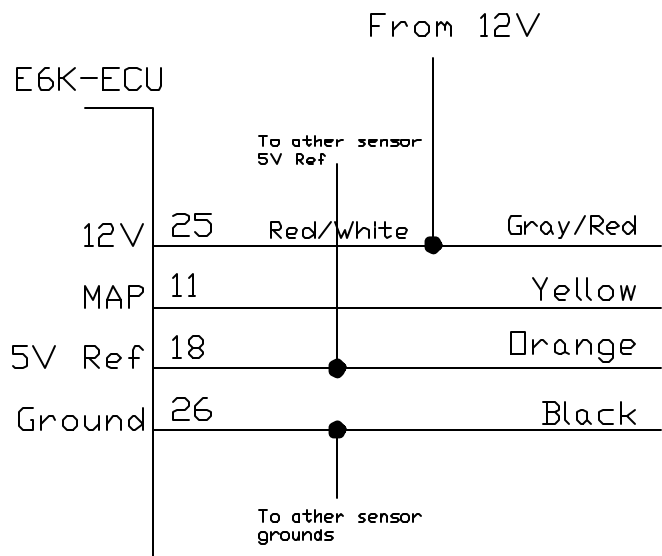 From 12V
E6K-ECU
To other sensor
5V Ref
12V 25 Red/White Gray/Red
MAP 11 Yellow
5V Ref 18 Orange
Ground 26 Black
To other sensor
grounds